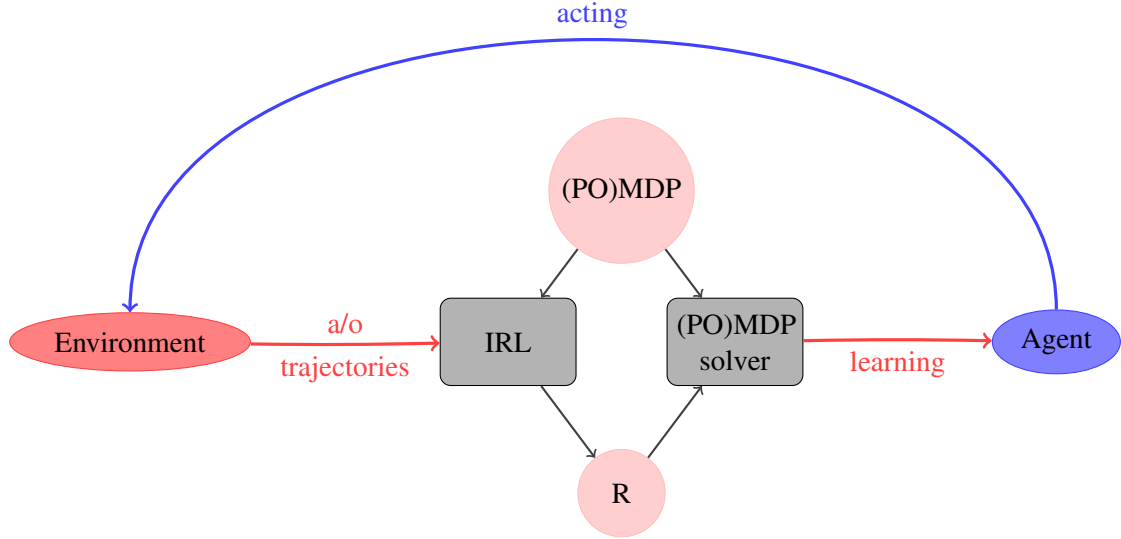 acting
(PO)MDP
Environment
a/o
trajectories
IRL
(PO)MDP
solver
learning
Agent
R